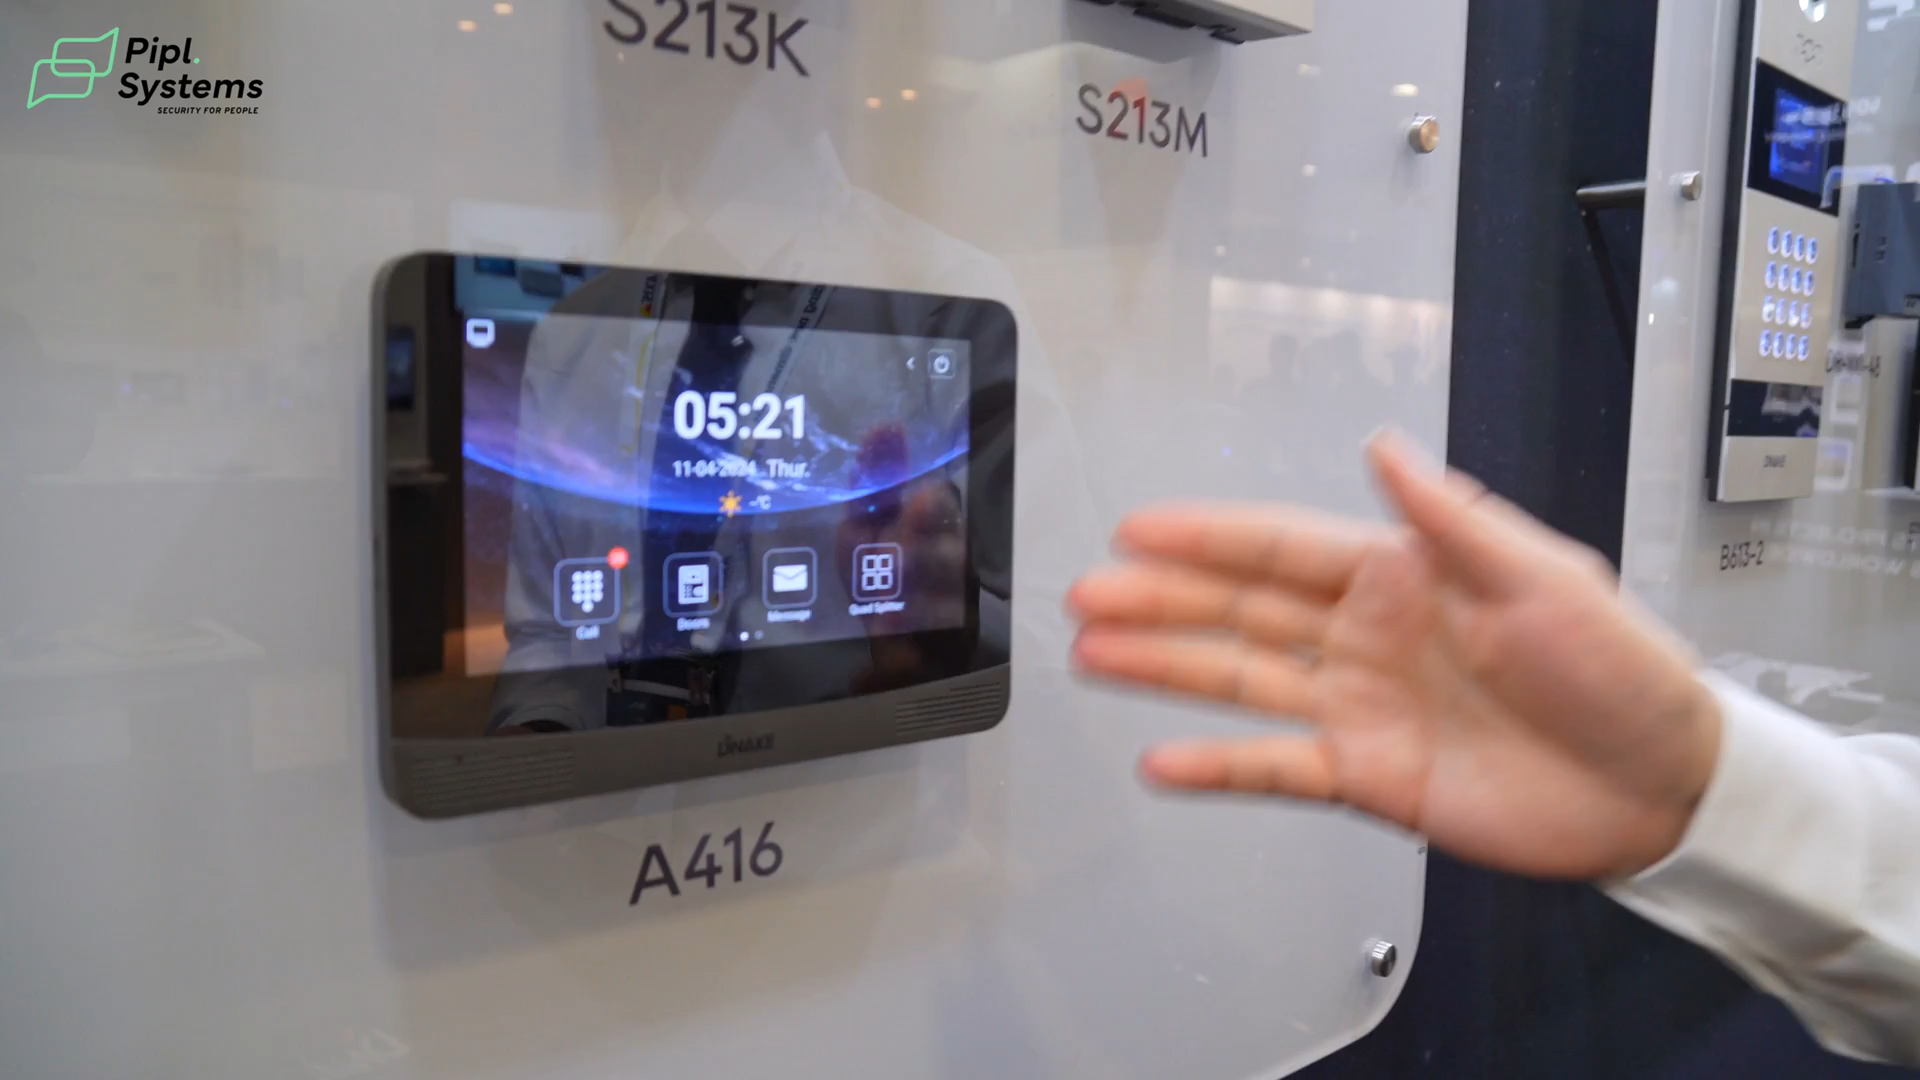 Pipl.
Systems
SECURITY FOR PEOPLE
S213K
S213M
05:21
11-04-2024 Thur.
-°C
Call
Doors
Message
Quad Splitter
DNAKE
A416
DNAKE
B613-2